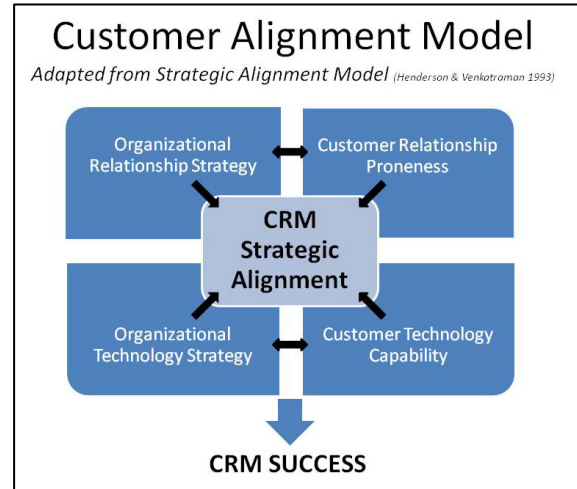 Customer Alignment Model
Adapted from Strategic Alignment Model (Henderson & Venkatraman 1993)
Organizational
Relationship Strategy
Customer Relationship
Proneness
CRM
Strategic
Alignment
Organizational
Technology Strategy
Customer Technology
Capability
CRM SUCCESS